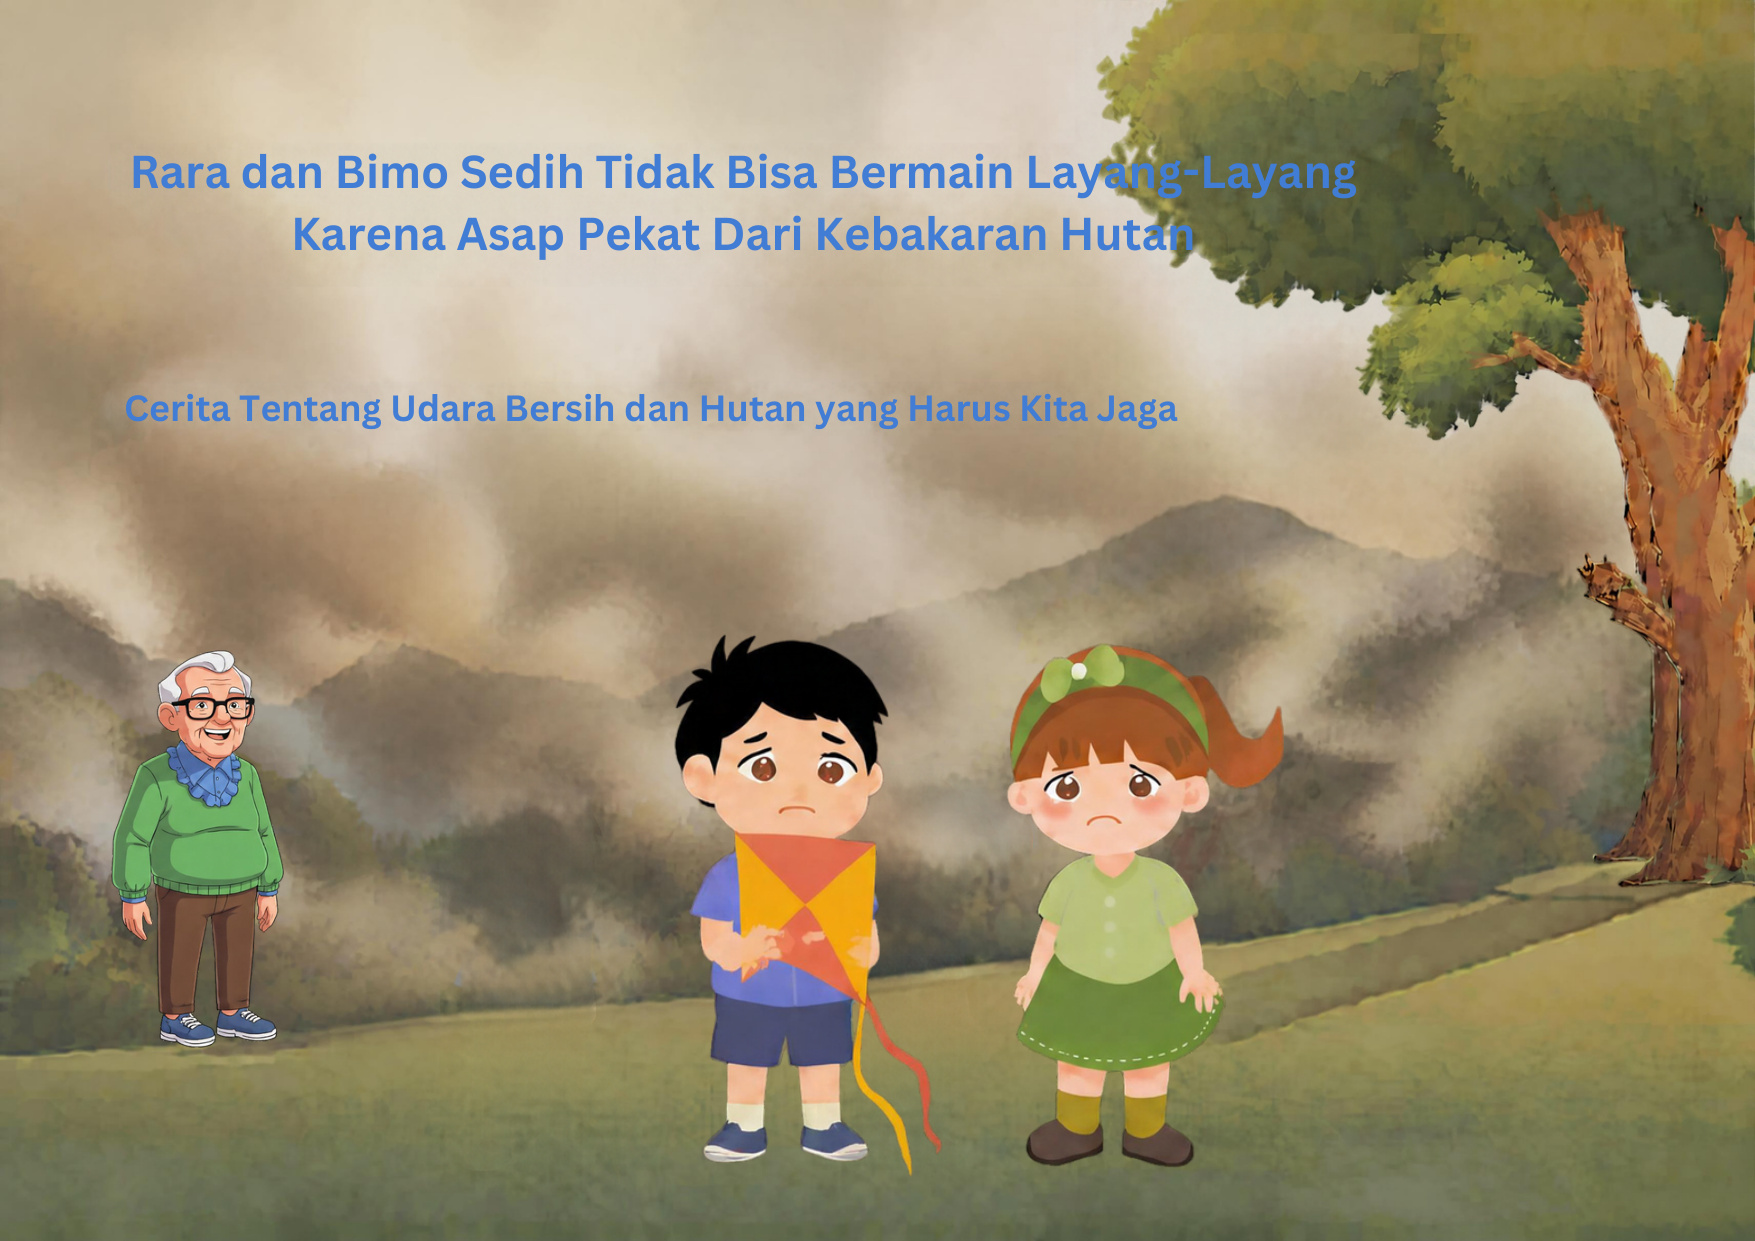 Rara dan Bimo Sedih Tidak Bisa Bermain Layang-Layang
Karena Asap Pekat Dari Kebakaran Hutan
Cerita Tentang Udara Bersih dan Hutan yang Harus Kita Jaga